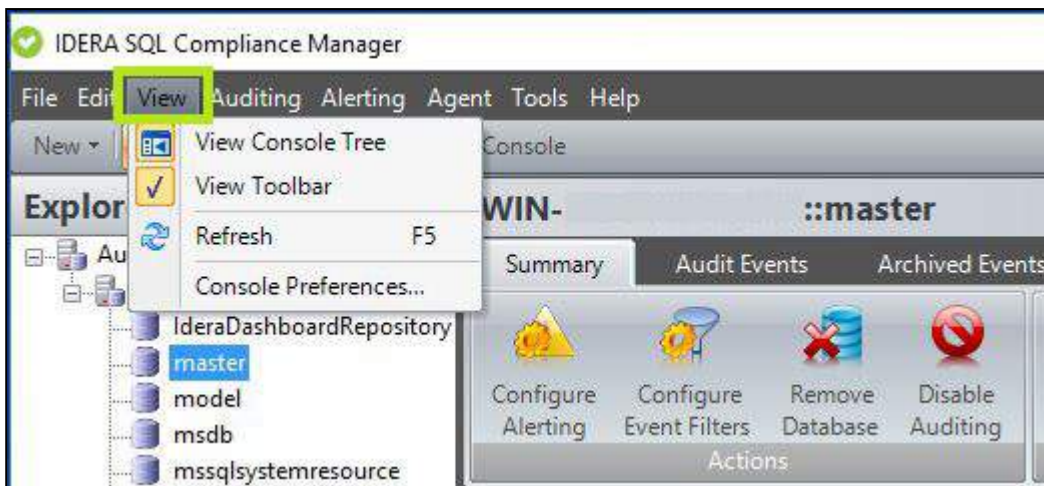 IDERA SQL Compliance Manager
File Edit View Auditing Alerting Agent Tools Help
New Console
View Console Tree
View Toolbar
Refresh F5
Console Preferences...
Explor WIN- ::master
Au Summary Audit Events Archived Events
IderaDashboardRepository
master
model
msdb
mssqlsystemresource
Configure Alerting
Configure Event Filters
Remove Database
Disable Auditing
Actions